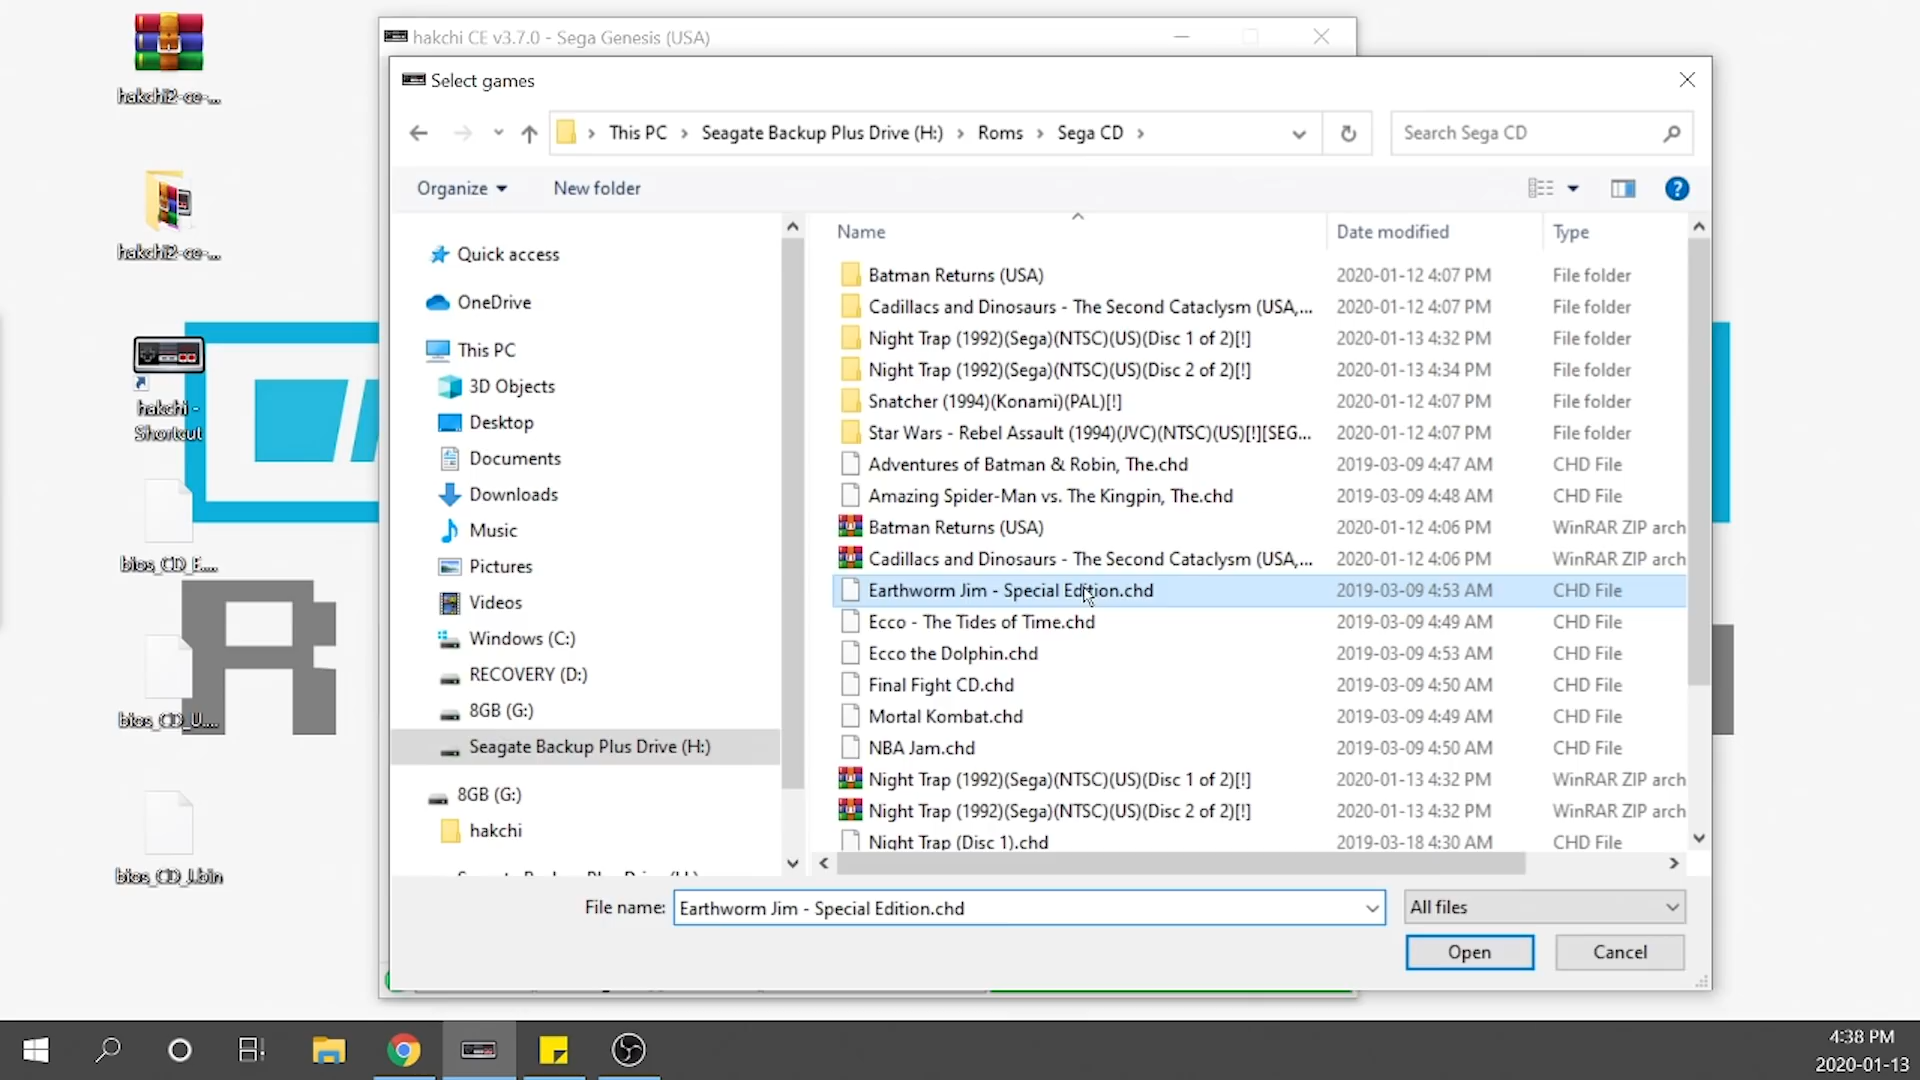 hakchi2-ce-...
hakchi2-ce-...
hakchi -
Shortcut
bios_CD_E....
bios_CD_U....
bios_CD_J.bin
hakchi CE v3.7.0 - Sega Genesis (USA)
Select games
This PC > Seagate Backup Plus Drive (H:) > Roms > Sega CD >
Search Sega CD
Organize
New folder
Quick access
OneDrive
This PC
3D Objects
Desktop
Documents
Downloads
Music
Pictures
Videos
Windows (C:)
RECOVERY (D:)
8GB (G:)
Seagate Backup Plus Drive (H:)
8GB (G:)
hakchi
Seagate Backup Plus Drive (H:)
Name Date modified Type
Batman Returns (USA) 2020-01-12 4:07 PM File folder
Cadillacs and Dinosaurs - The Second Cataclysm (USA,... 2020-01-12 4:07 PM File folder
Night Trap (1992)(Sega)(NTSC)(US)(Disc 1 of 2)[!] 2020-01-13 4:32 PM File folder
Night Trap (1992)(Sega)(NTSC)(US)(Disc 2 of 2)[!] 2020-01-13 4:34 PM File folder
Snatcher (1994)(Konami)(PAL)[!] 2020-01-12 4:07 PM File folder
Star Wars - Rebel Assault (1994)(JVC)(NTSC)(US)[!][SEG... 2020-01-12 4:07 PM File folder
Adventures of Batman & Robin, The.chd 2019-03-09 4:47 AM CHD File
Amazing Spider-Man vs. The Kingpin, The.chd 2019-03-09 4:48 AM CHD File
Batman Returns (USA) 2020-01-12 4:06 PM WinRAR ZIP arch
Cadillacs and Dinosaurs - The Second Cataclysm (USA,... 2020-01-12 4:06 PM WinRAR ZIP arch
Earthworm Jim - Special Edition.chd 2019-03-09 4:53 AM CHD File
Ecco - The Tides of Time.chd 2019-03-09 4:49 AM CHD File
Ecco the Dolphin.chd 2019-03-09 4:53 AM CHD File
Final Fight CD.chd 2019-03-09 4:50 AM CHD File
Mortal Kombat.chd 2019-03-09 4:49 AM CHD File
NBA Jam.chd 2019-03-09 4:50 AM CHD File
Night Trap (1992)(Sega)(NTSC)(US)(Disc 1 of 2)[!] 2020-01-13 4:32 PM WinRAR ZIP arch
Night Trap (1992)(Sega)(NTSC)(US)(Disc 2 of 2)[!] 2020-01-13 4:32 PM WinRAR ZIP arch
Night Trap (Disc 1).chd 2019-03-18 4:30 AM CHD File
File name: Earthworm Jim - Special Edition.chd
All files
Open
Cancel
4:38 PM
2020-01-13